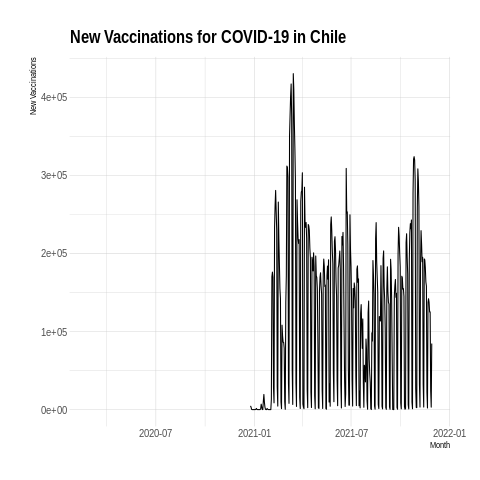 New Vaccinations for COVID-19 in Chile
New Vaccinations
4e+05
3e+05
2e+05
1e+05
0e+00
2020-07
2021-01
2021-07
2022-01
Month